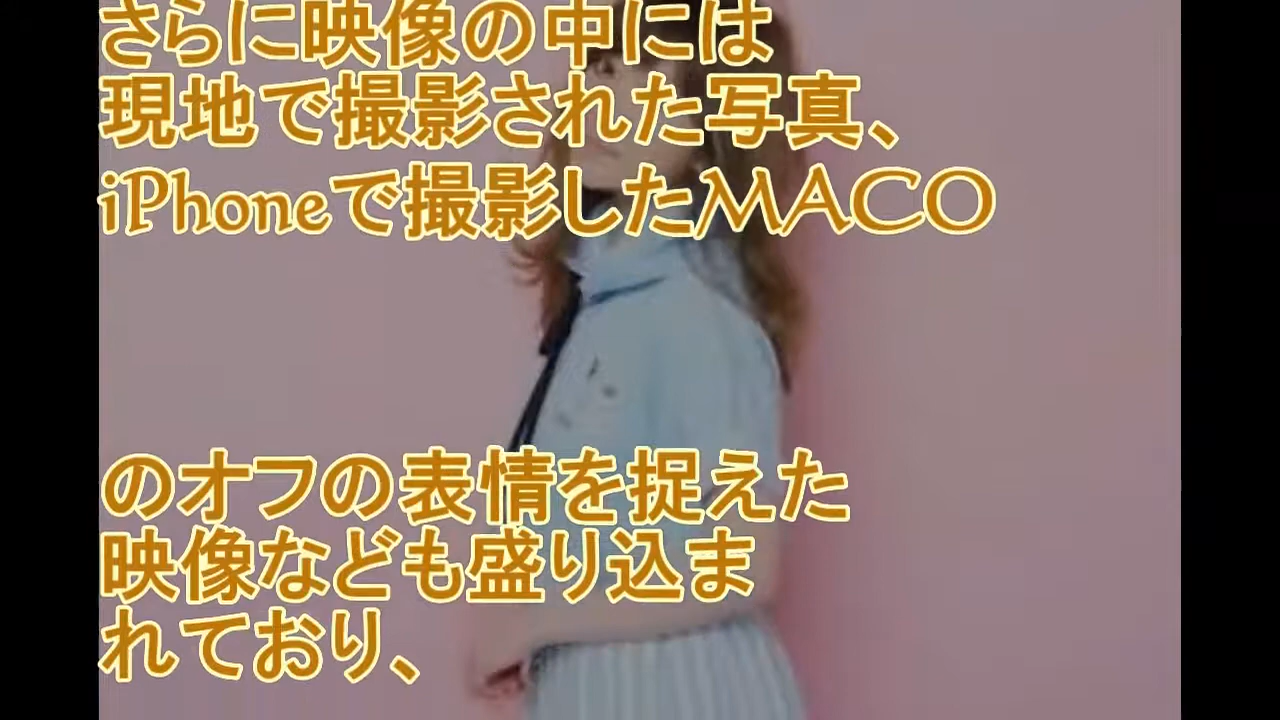 さらに映像の中には
現地で撮影された写真、
iPhoneで撮影したMACO
のオフの表情を捉えた
映像なども盛り込ま
れており、